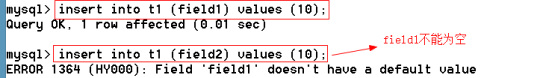 mysql> insert into t1 (field1) values (10);
Query OK, 1 row affected (0.01 sec)
mysql> insert into t1 (field2) values (10);
field1不能为空
ERROR 1364 (HY000): Field 'field1' doesn't have a default value